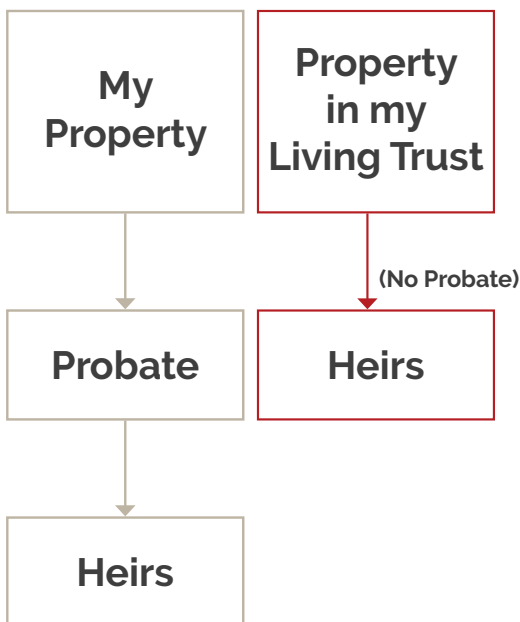 My
Property
Property
in my
Living Trust
(No Probate)
Probate
Heirs
Heirs